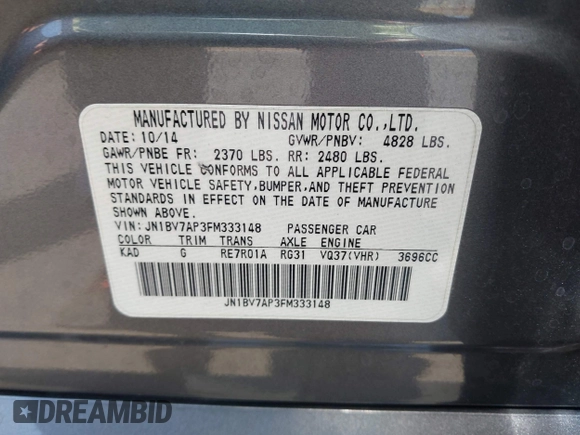 MANUFACTURED BY NISSAN MOTOR CO.,LTD.
DATE: 10/14 GVWR/PNBV: 4828 LBS.
GAWR/PNBE FR: 2370 LBS. RR: 2480 LBS.
THIS VEHICLE CONFORMS TO ALL APPLICABLE FEDERAL
MOTOR VEHICLE SAFETY,BUMPER,AND THEFT PREVENTION
STANDARDS IN EFFECT ON THE DATE OF MANUFACTURE
SHOWN ABOVE.
VIN: JN1BV7AP3FM333148 PASSENGER CAR
COLOR TRIM TRANS AXLE ENGINE
KAD G RE7R01A RG31 VQ37(VHR) 3696CC
JN1BV7AP3FM333148
DREAMBID